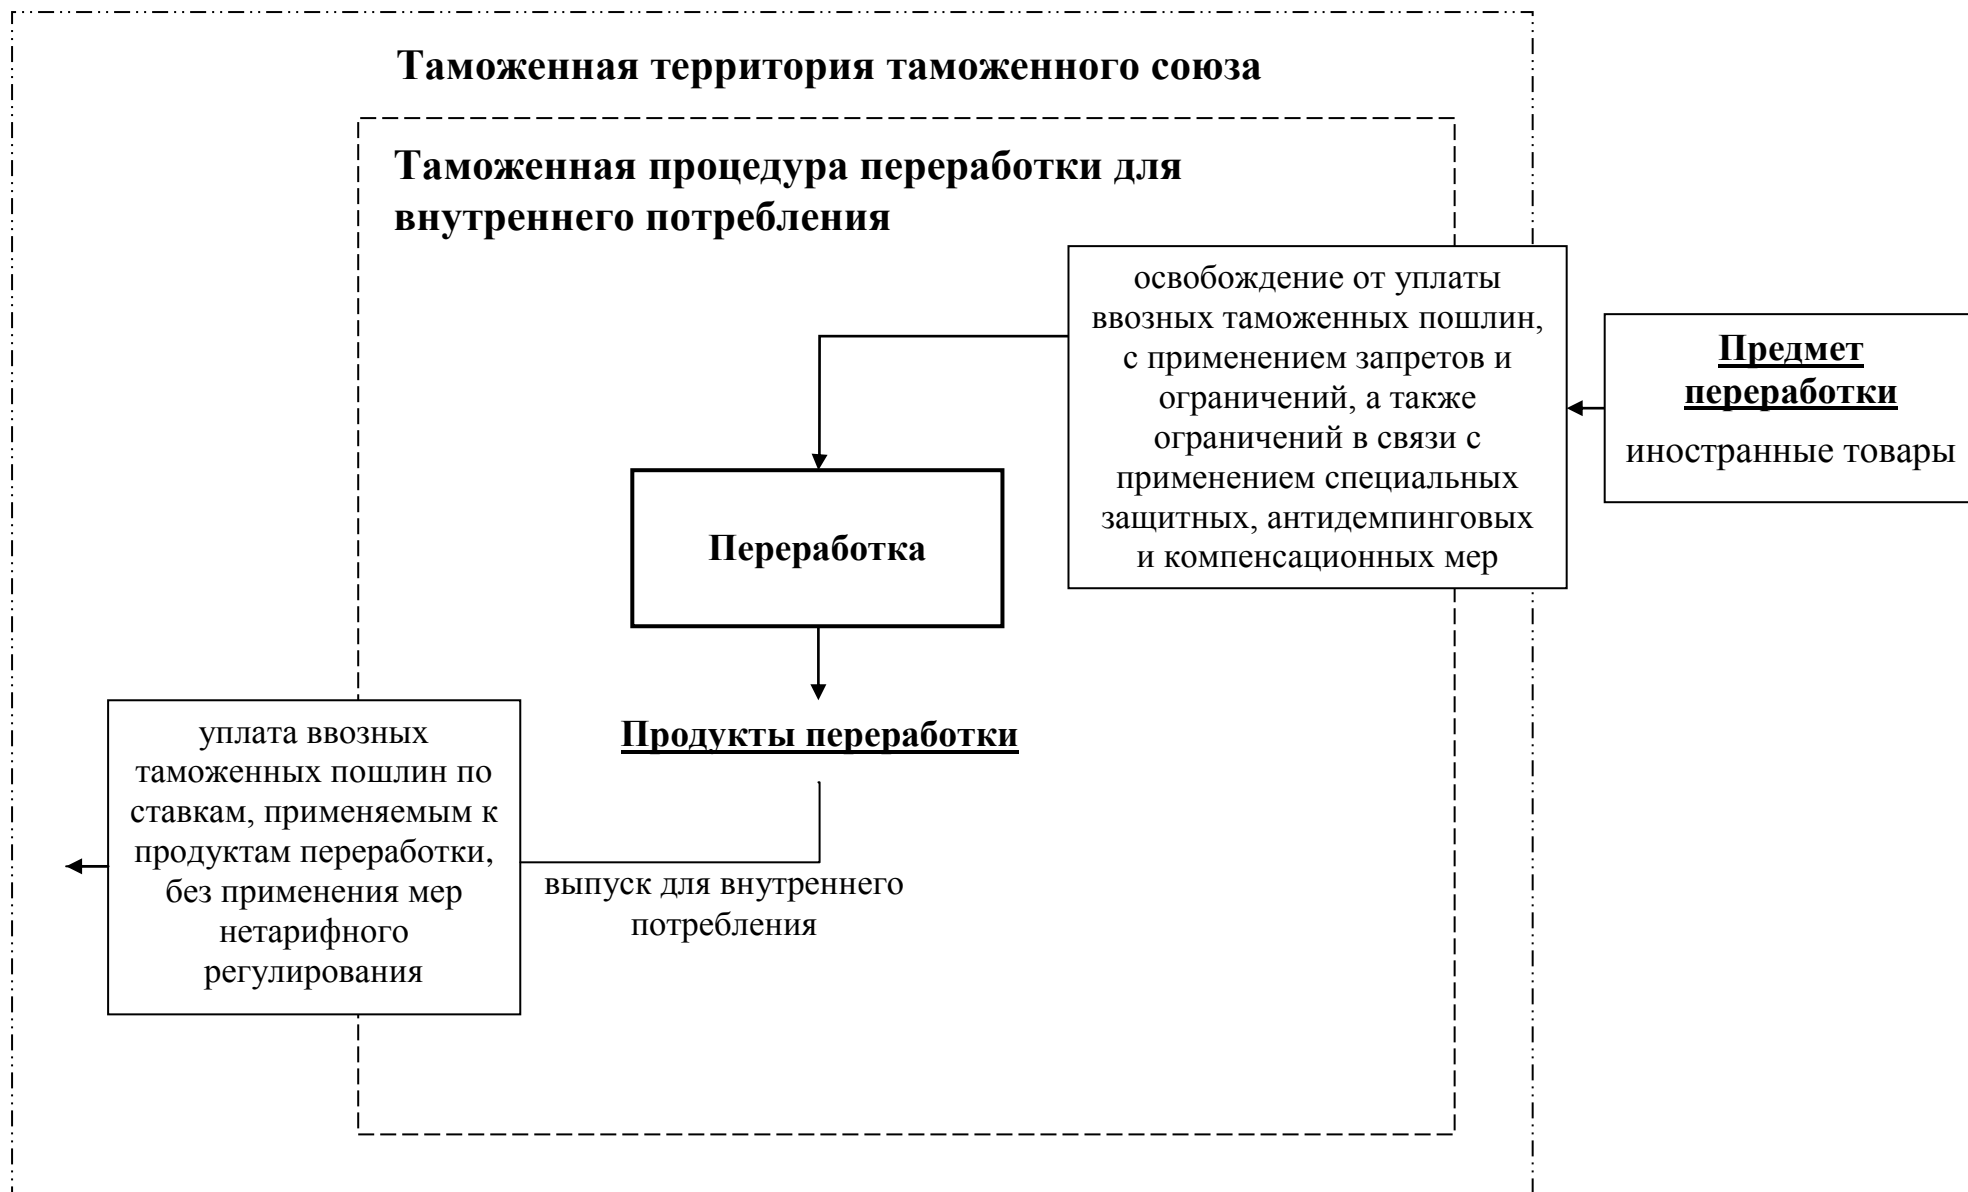 Таможенная территория таможенного союза
Таможенная процедура переработки для
внутреннего потребления
освобождение от уплаты
ввозных таможенных пошлин,
с применением запретов и
ограничений, а также
ограничений в связи с
применением специальных
защитных, антидемпинговых
и компенсационных мер
Предмет
переработки
иностранные товары
Переработка
Продукты переработки
выпуск для внутреннего
потребления
уплата ввозных
таможенных пошлин по
ставкам, применяемым к
продуктам переработки,
без применения мер
нетарифного
регулирования